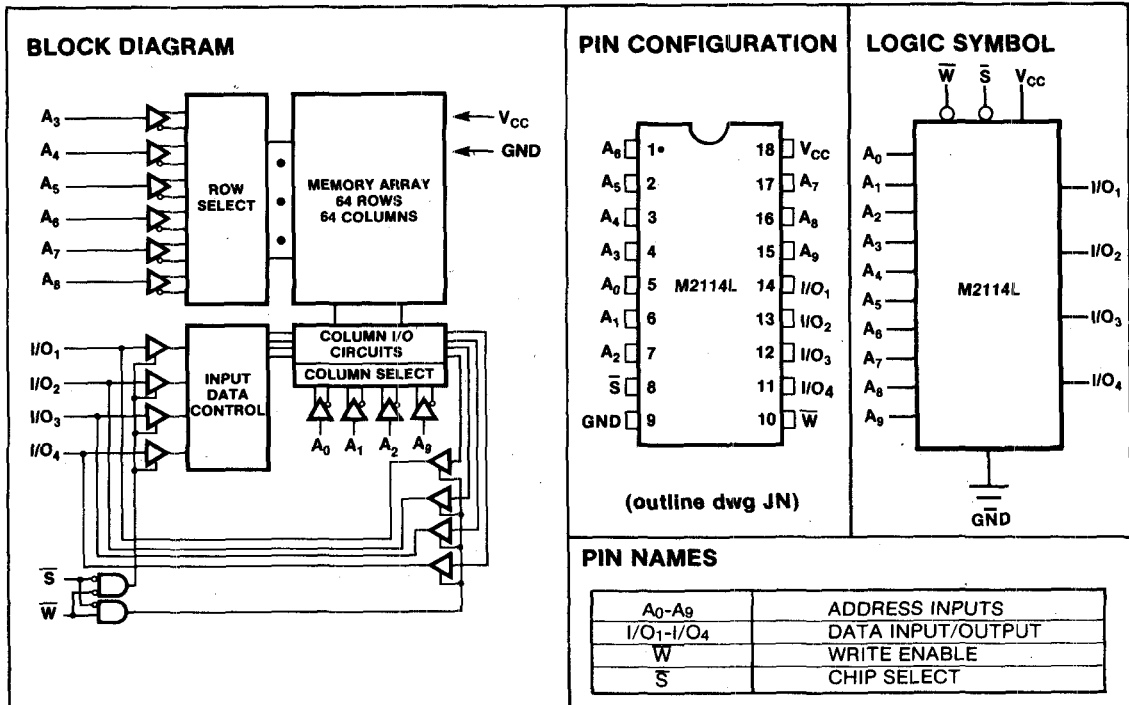 BLOCK DIAGRAM
A3
A4
A5
A6
A7
A8
ROW
SELECT
MEMORY ARRAY
64 ROWS
64 COLUMNS
VCC
GND
I/O1
I/O2
I/O3
I/O4
INPUT
DATA
CONTROL
COLUMN I/O
CIRCUITS
COLUMN SELECT
A0 A1 A2 A9
S̅
W̅
PIN CONFIGURATION
A6 1 18 VCC
A5 2 17 A7
A4 3 16 A8
A3 4 15 A9
A0 5 M2114L 14 I/O1
A1 6 13 I/O2
A2 7 12 I/O3
S̅ 8 11 I/O4
GND 9 10 W̅
(outline dwg JN)
LOGIC SYMBOL
W̅ S̅ VCC
A0
A1
A2
A3
A4
A5
A6
A7
A8
A9
M2114L
I/O1
I/O2
I/O3
I/O4
GND
PIN NAMES
A0-A9 ADDRESS INPUTS
I/O1-I/O4 DATA INPUT/OUTPUT
W̅ WRITE ENABLE
S̅ CHIP SELECT